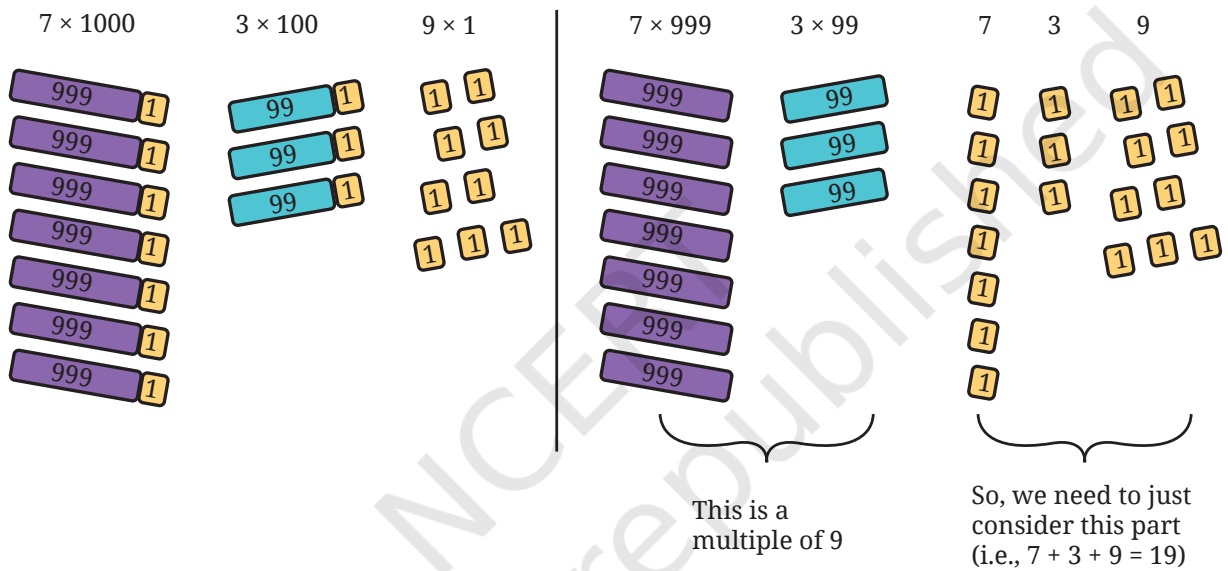 7 × 1000 3 × 100 9 × 1 7 × 999 3 × 99 7 3 9
999 1 99 1 1 1 999 99 1 1 1 1
999 1 99 1 1 1 999 99 1 1 1 1
999 1 99 1 1 1 999 99 1 1 1 1
999 1 1 1 1 999 1 1 1 1
999 1 999 1
999 1 999 1
999 1 999 1
This is a
multiple of 9
So, we need to just
consider this part
(i.e., 7 + 3 + 9 = 19)
NCERT
republished